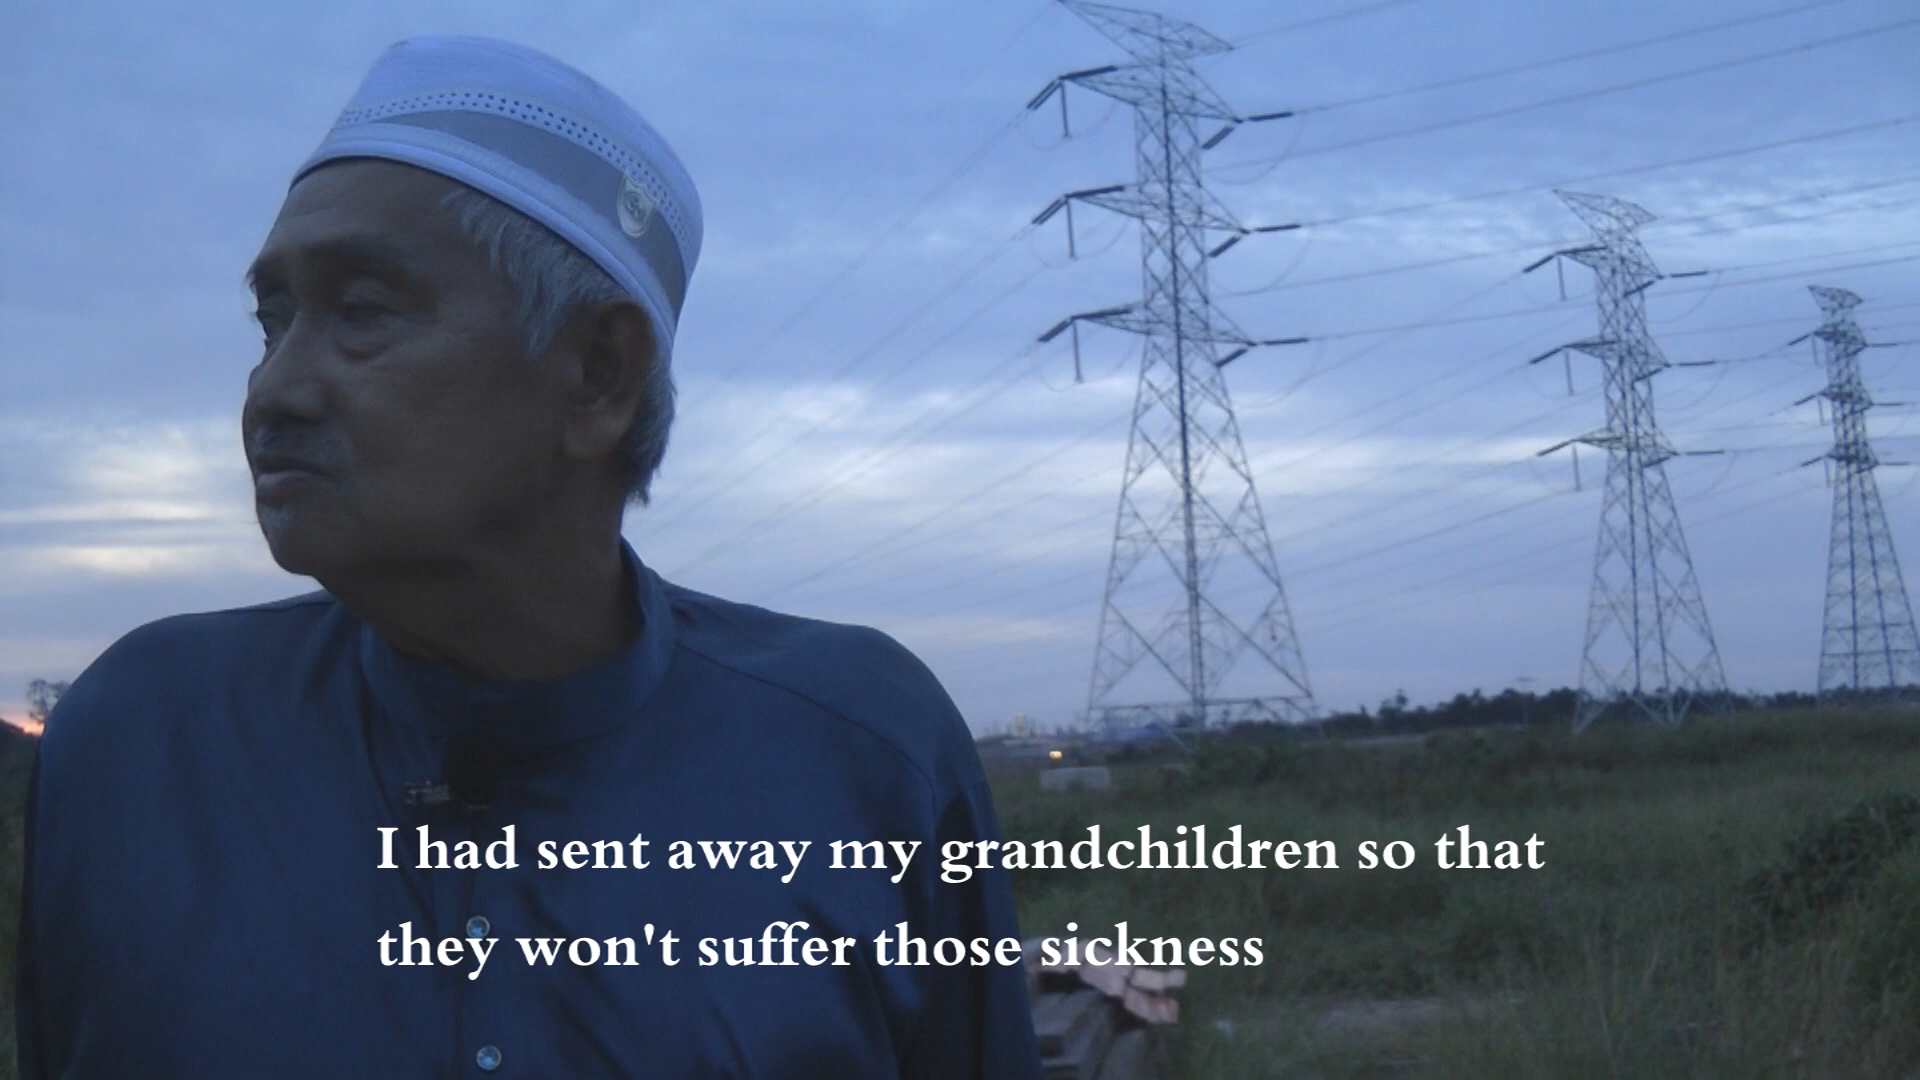 I had sent away my grandchildren so that
they won't suffer those sickness